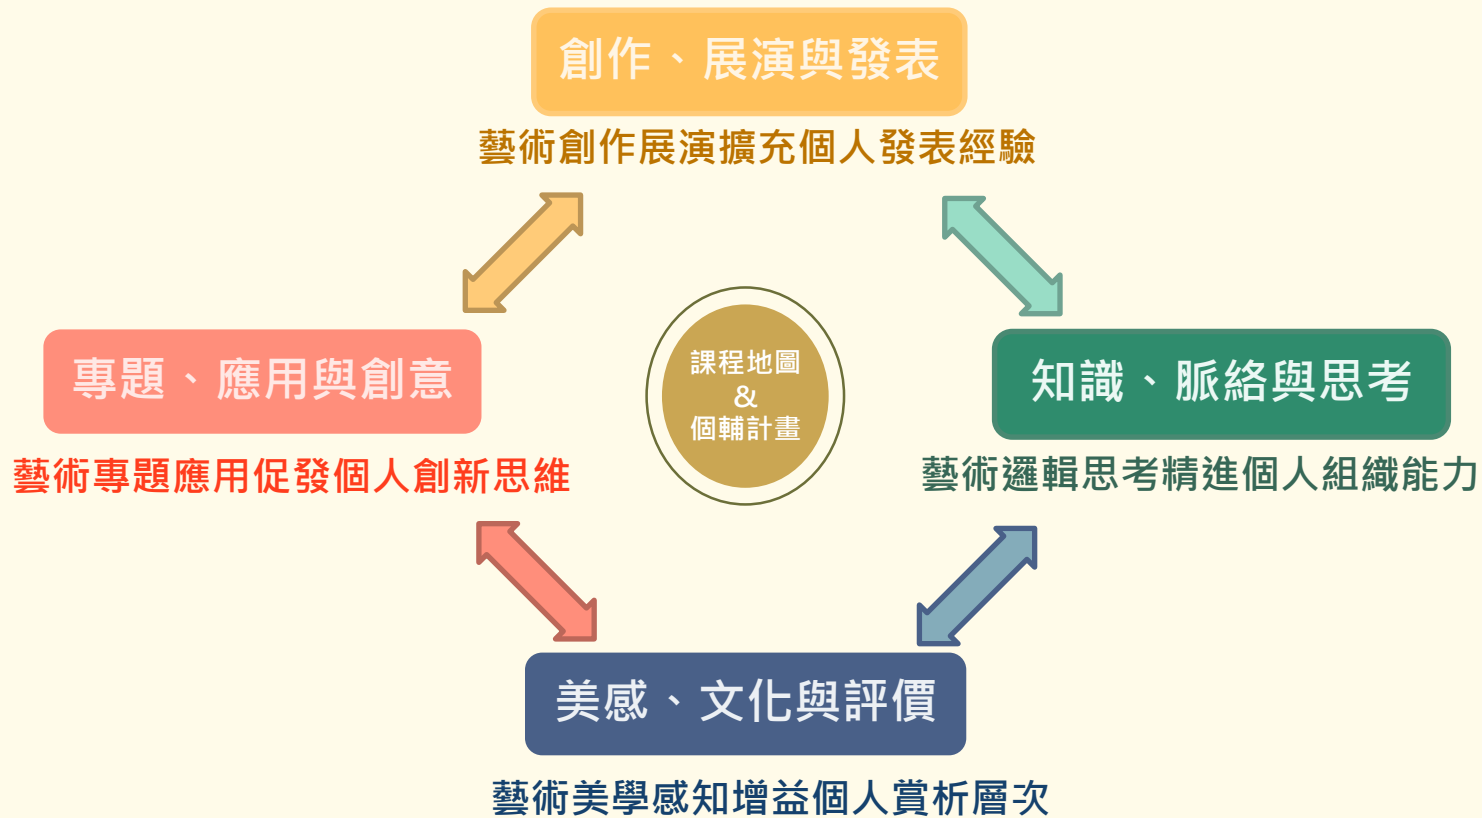 創作、展演與發表
藝術創作展演擴充個人發表經驗
專題、應用與創意
藝術專題應用促發個人創新思維
課程地圖
&
個輔計畫
知識、脈絡與思考
藝術邏輯思考精進個人組織能力
美感、文化與評價
藝術美學感知增益個人賞析層次